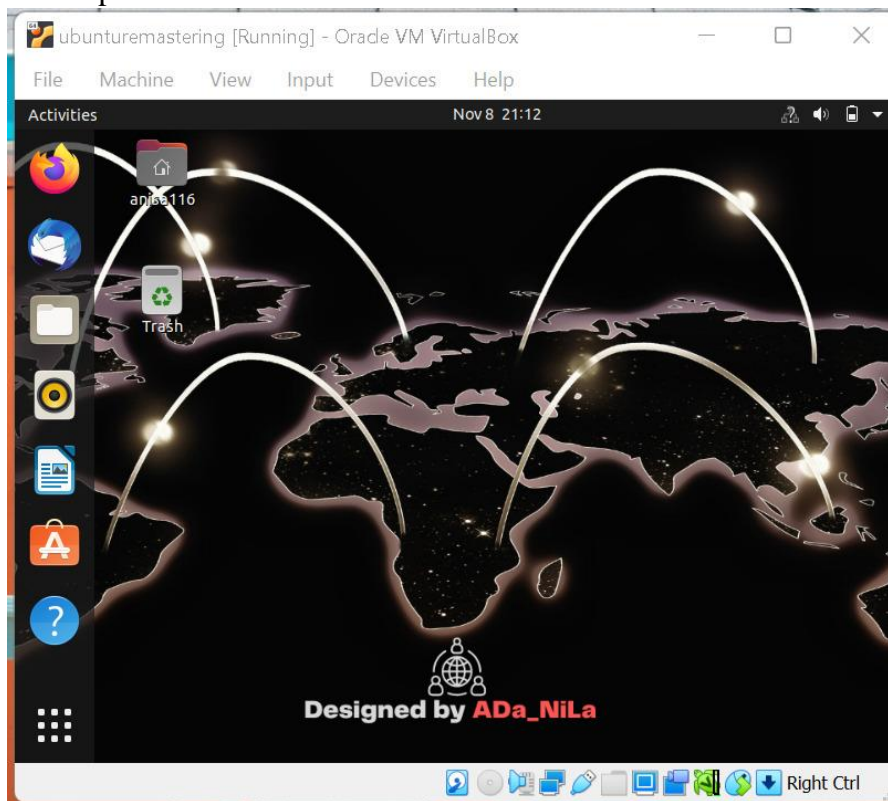 ubunturemastering [Running] - Oracle VM VirtualBox
File Machine View Input Devices Help
Activities
Nov 8 21:12
anisa116
Trash
Designed by ADa_NiLa
Right Ctrl